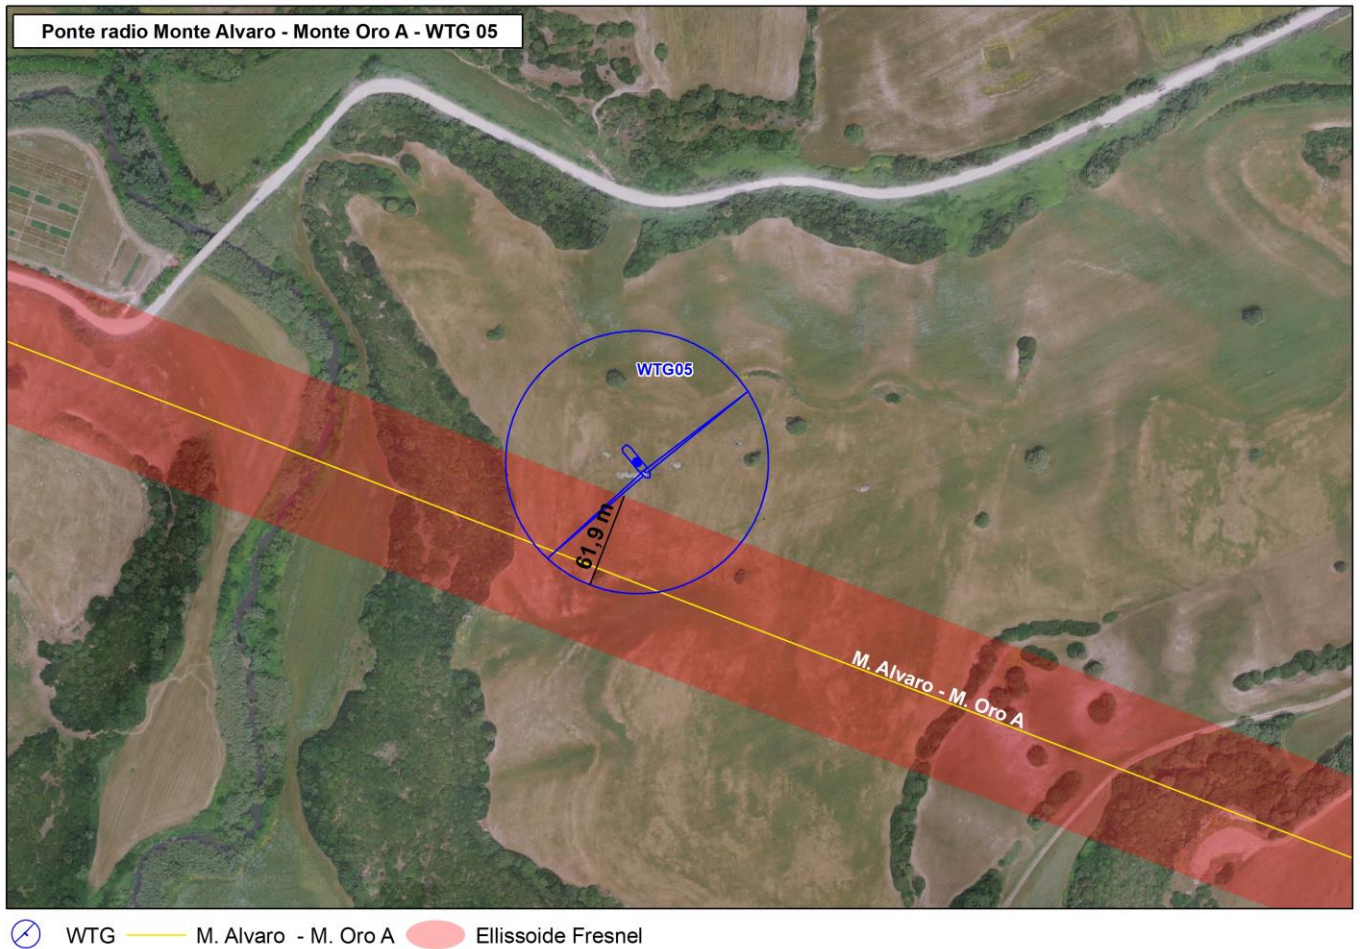 Ponte radio Monte Alvaro - Monte Oro A - WTG 05
WTG05
61,9 m
M. Alvaro - M. Oro A
WTG
M. Alvaro - M. Oro A
Ellissoide Fresnel